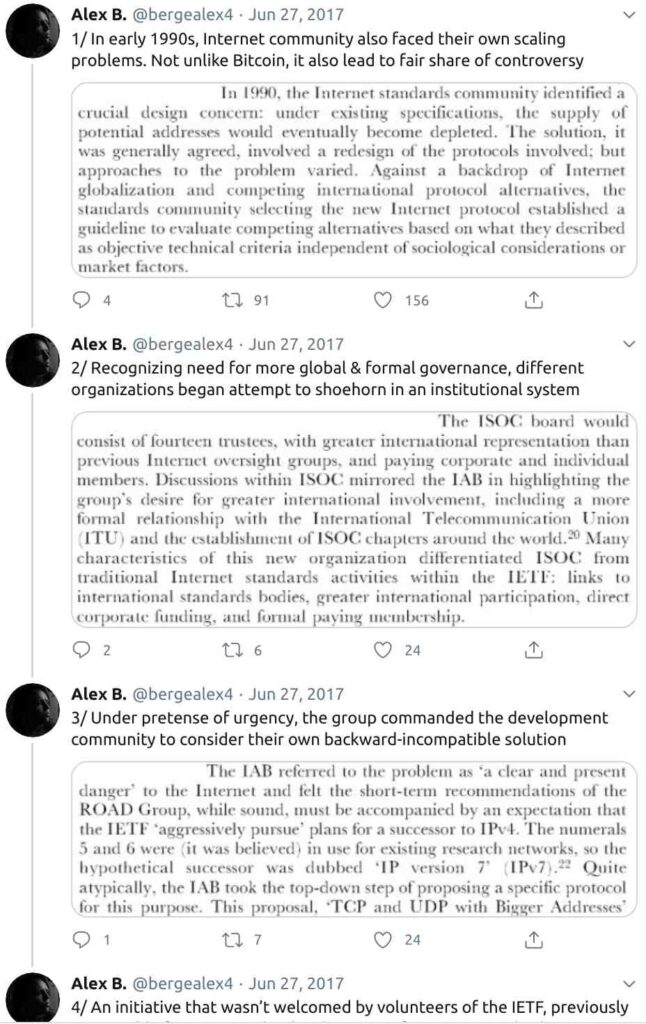 Alex B. @bergealex4 · Jun 27, 2017
1/ In early 1990s, Internet community also faced their own scaling
problems. Not unlike Bitcoin, it also lead to fair share of controversy
In 1990, the Internet standards community identified a
crucial design concern: under existing specifications, the supply of
potential addresses would eventually become depleted. The solution, it
was generally agreed, involved a redesign of the protocols involved; but
approaches to the problem varied. Against a backdrop of Internet
globalization and competing international protocol alternatives, the
standards community selecting the new Internet protocol established a
guideline to evaluate competing alternatives based on what they described
as objective technical criteria independent of sociological considerations or
market factors.
4 91 156
Alex B. @bergealex4 · Jun 27, 2017
2/ Recognizing need for more global & formal governance, different
organizations began attempt to shoehorn in an institutional system
The ISOC board would
consist of fourteen trustees, with greater international representation than
previous Internet oversight groups, and paying corporate and individual
members. Discussions within ISOC mirrored the IAB in highlighting the
group's desire for greater international involvement, including a more
formal relationship with the International Telecommunication Union
(ITU) and the establishment of ISOC chapters around the world.20 Many
characteristics of this new organization differentiated ISOC from
traditional Internet standards activities within the IETF: links to
international standards bodies, greater international participation, direct
corporate funding, and formal paying membership.
2 6 24
Alex B. @bergealex4 · Jun 27, 2017
3/ Under pretense of urgency, the group commanded the development
community to consider their own backward-incompatible solution
The IAB referred to the problem as 'a clear and present
danger' to the Internet and felt the short-term recommendations of the
ROAD Group, while sound, must be accompanied by an expectation that
the IETF 'aggressively pursue' plans for a successor to IPv4. The numerals
5 and 6 were (it was believed) in use for existing research networks, so the
hypothetical successor was dubbed 'IP version 7' (IPv7).22 Quite
atypically, the IAB took the top-down step of proposing a specific protocol
for this purpose. This proposal, 'TCP and UDP with Bigger Addresses'
1 7 24
Alex B. @bergealex4 · Jun 27, 2017
4/ An initiative that wasn't welcomed by volunteers of the IETF, previously